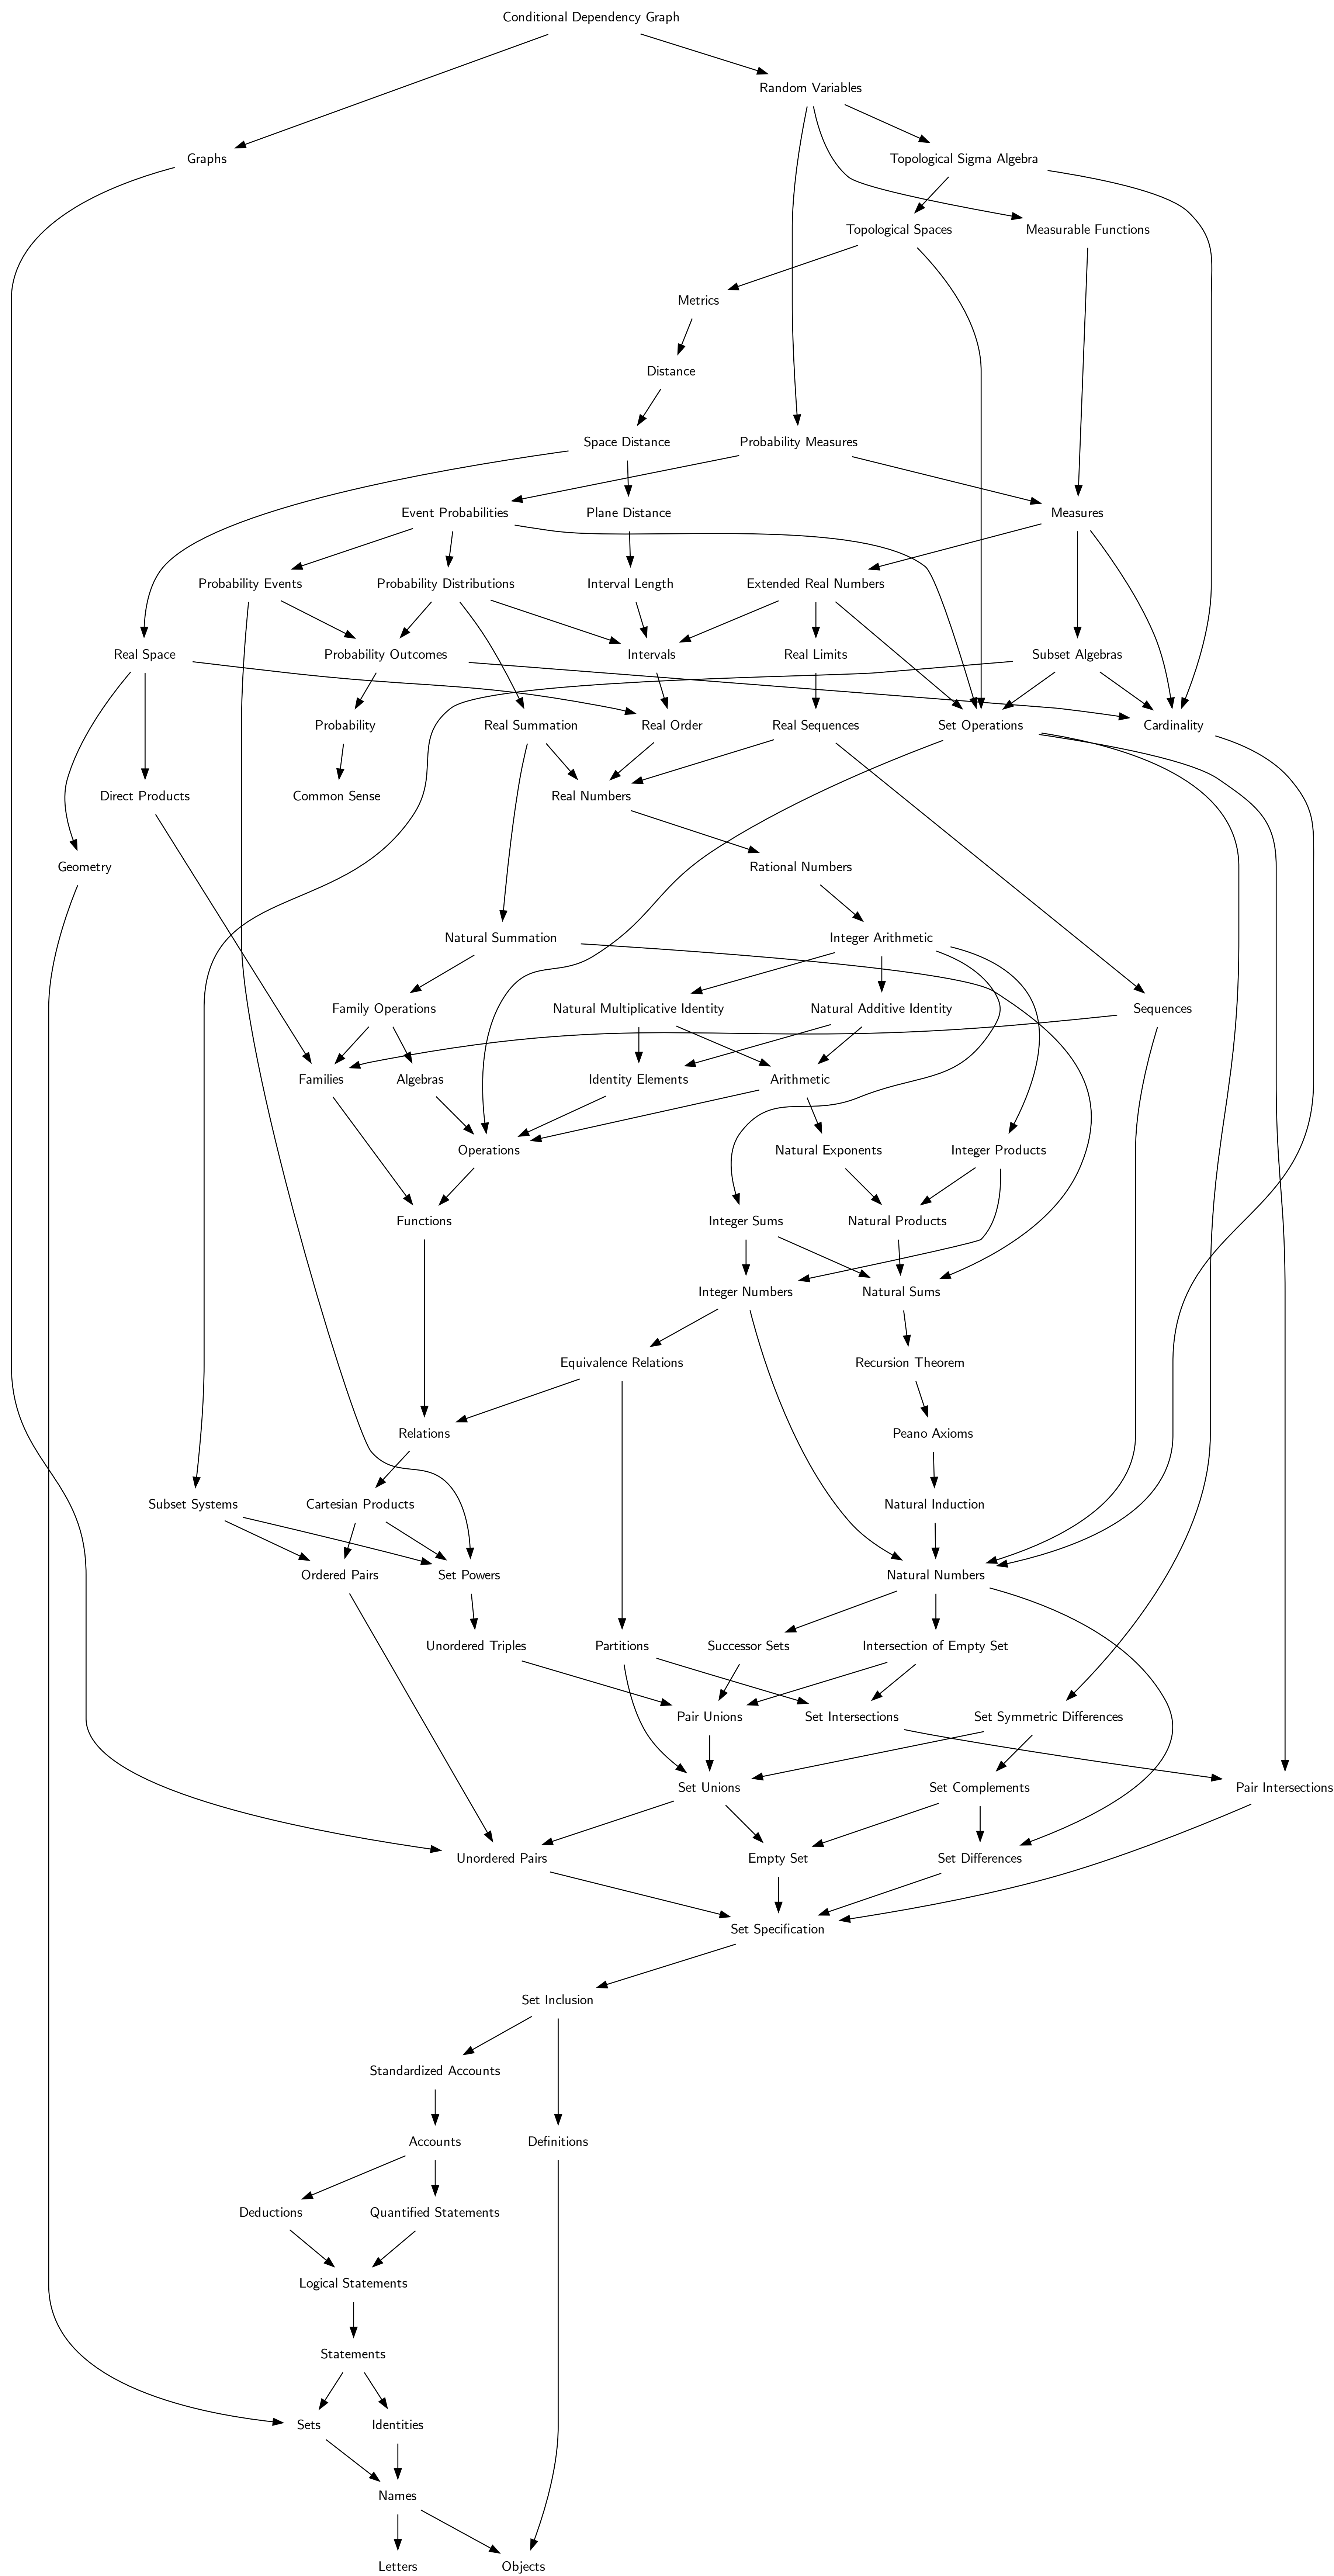 Conditional Dependency Graph
Random Variables
Graphs
Topological Sigma Algebra
Topological Spaces
Measurable Functions
Metrics
Distance
Space Distance
Probability Measures
Event Probabilities
Plane Distance
Measures
Probability Events
Probability Distributions
Interval Length
Extended Real Numbers
Real Space
Probability Outcomes
Intervals
Real Limits
Subset Algebras
Probability
Real Summation
Real Order
Real Sequences
Set Operations
Cardinality
Direct Products
Common Sense
Real Numbers
Geometry
Rational Numbers
Natural Summation
Integer Arithmetic
Family Operations
Natural Multiplicative Identity
Natural Additive Identity
Sequences
Families
Algebras
Identity Elements
Arithmetic
Operations
Natural Exponents
Integer Products
Functions
Integer Sums
Natural Products
Integer Numbers
Natural Sums
Equivalence Relations
Recursion Theorem
Relations
Peano Axioms
Subset Systems
Cartesian Products
Natural Induction
Ordered Pairs
Set Powers
Natural Numbers
Unordered Triples
Partitions
Successor Sets
Intersection of Empty Set
Pair Unions
Set Intersections
Set Symmetric Differences
Set Unions
Set Complements
Pair Intersections
Unordered Pairs
Empty Set
Set Differences
Set Specification
Set Inclusion
Standardized Accounts
Accounts
Definitions
Deductions
Quantified Statements
Logical Statements
Statements
Sets
Identities
Names
Letters
Objects